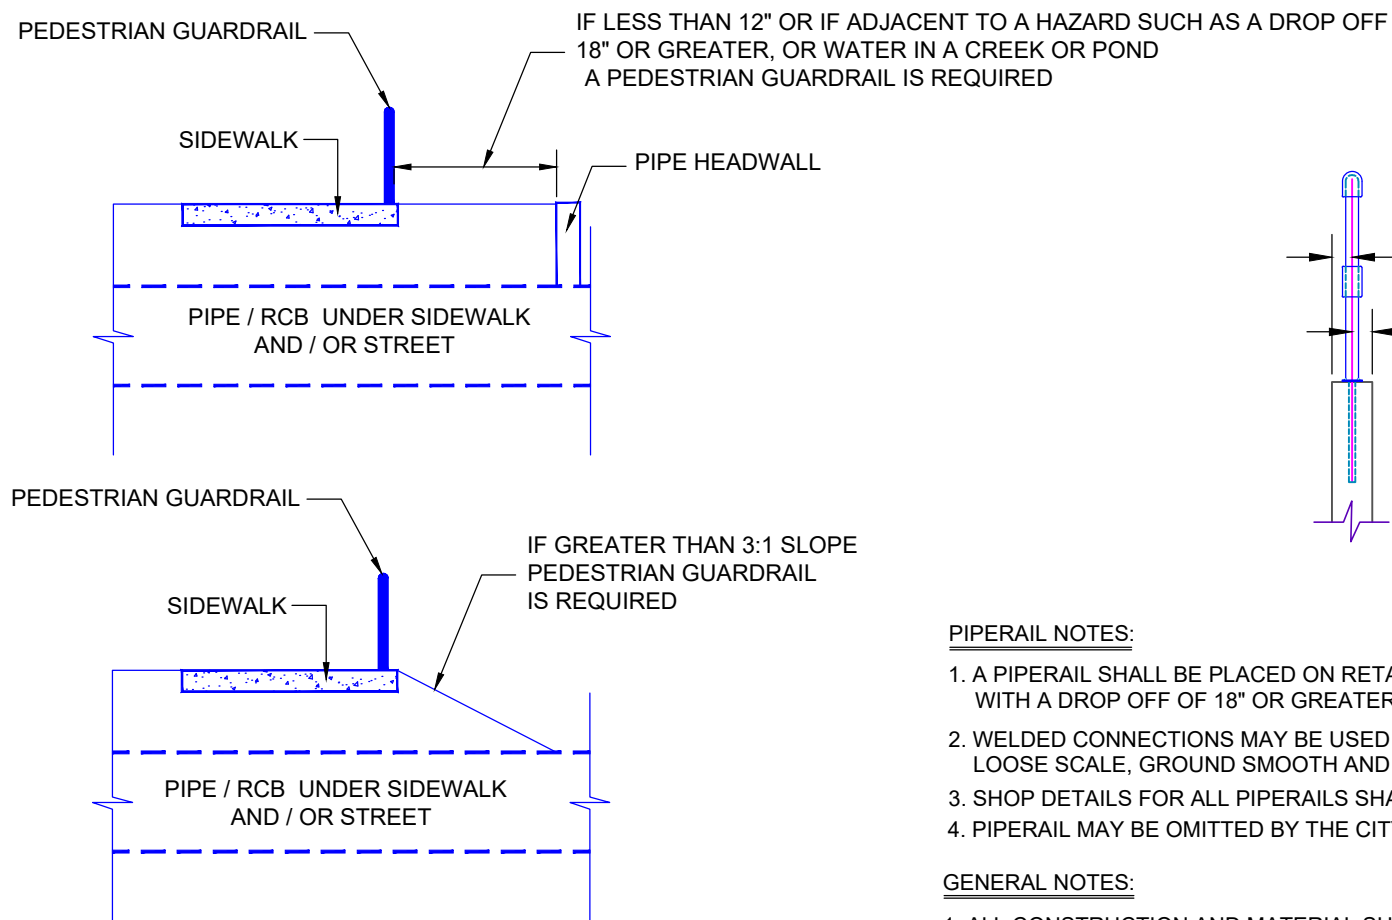 PEDESTRIAN GUARDRAIL
IF LESS THAN 12" OR IF ADJACENT TO A HAZARD SUCH AS A DROP OFF
18" OR GREATER, OR WATER IN A CREEK OR POND
A PEDESTRIAN GUARDRAIL IS REQUIRED
SIDEWALK
PIPE HEADWALL
PIPE / RCB UNDER SIDEWALK
AND / OR STREET
PEDESTRIAN GUARDRAIL
IF GREATER THAN 3:1 SLOPE
PEDESTRIAN GUARDRAIL
IS REQUIRED
SIDEWALK
PIPE / RCB UNDER SIDEWALK
AND / OR STREET
PIPERAIL NOTES:
1. A PIPERAIL SHALL BE PLACED ON
WITH A DROP OFF OF 18" OR GREATER
2. WELDED CONNECTIONS MAY BE USED
LOOSE SCALE, GROUND SMOOTH AND
3. SHOP DETAILS FOR ALL PIPERAILS
4. PIPERAIL MAY BE OMITTED BY THE
GENERAL NOTES:
1. ALL CONSTRUCTION AND MATERIAL